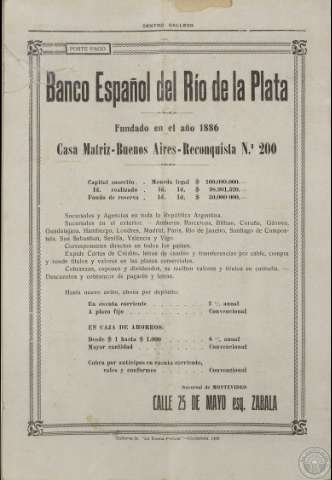 CENTRO GALLEGO
PORTE PAGO
Banco Español del Río de la Plata
Fundado en el año 1886
Casa Matriz-Buenos Aires-Reconquista N.º 200
Capital suscrito . Moneda legal $ 100.000.000.—
Id. realizado . Id. Id. $
Fondo de reserva . Id. Id. $
Sucursales y Agencias en toda la República Argentina.
Sucursales en el exterior: Amberes, Barcelona, Bilbao, Coruña, Génova,
Guadalajara, Hamburgo, Londres, Madrid, París, Río de Janeiro, Santiago de Compos-
tela, San Sebastian, Sevilla, Valencia y Vigo
Corresponsales directos en todos los países.
Expide Cartas de Crédito, letras de cambio y transferencias por cable, compra
y vende títulos y valores en las plazas comerciales.
Cobranzas, cupones y dividendos, se reciben valores y títulos en custodia. —
Descuentos y cobranzas de pagarés y letras.
Hasta nuevo aviso, abona por depósito:
En cuenta corriente . . . anual
A plazo fijo . . . Convencional
EN CAJA DE AHORROS:
Desde $ 1 hasta $ 1,000 . . . anual
Mayor cantidad . . . Convencional
Cobra por anticipos en cuenta corriente,
vales y conformes . . . Convencional
Sucursal de MONTEVIDEO
CALLE 25 DE MAYO esq. ZABALA